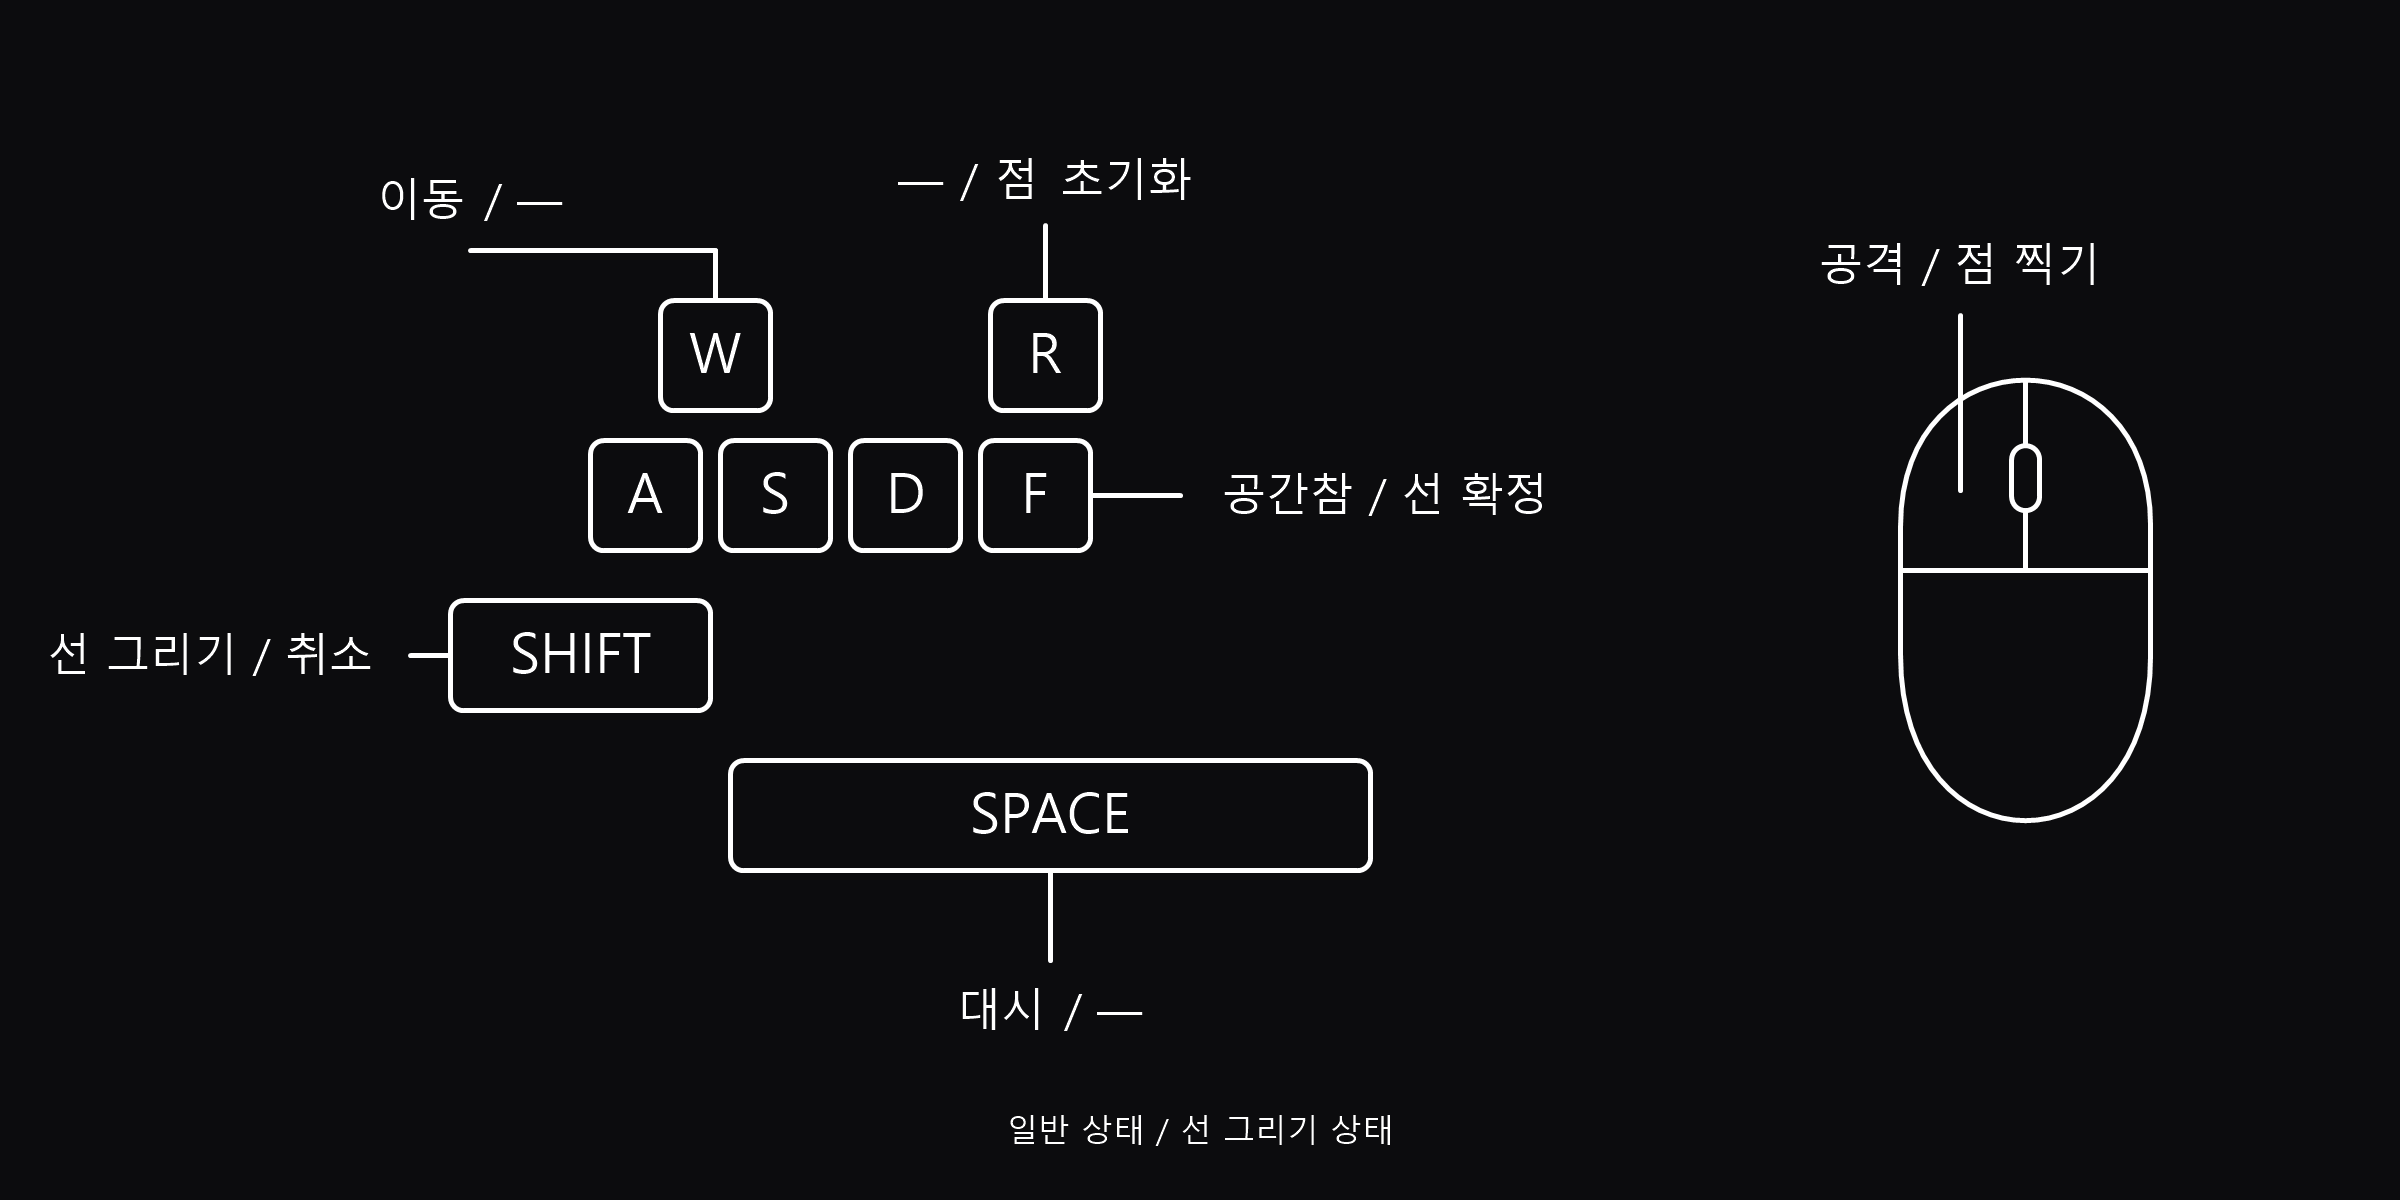 이동 / —
— / 점 초기화
공격 / 점 찍기
W
R
A
S
D
F
공간참 / 선 확정
선 그리기 / 취소
SHIFT
SPACE
대시 / —
일반 상태 / 선 그리기 상태